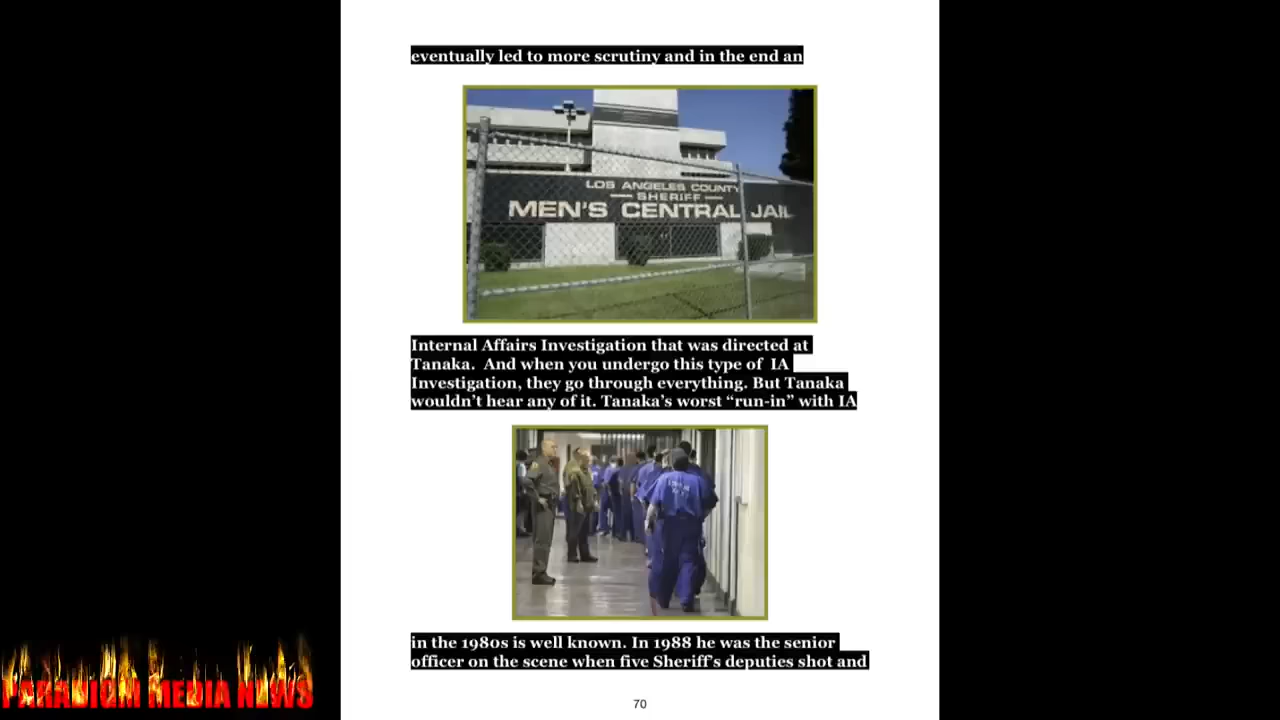 eventually led to more scrutiny and in the end an
LOS ANGELES COUNTY
SHERIFF
MEN'S CENTRAL JAIL
Internal Affairs Investigation that was directed at
Tanaka. And when you undergo this type of IA
Investigation, they go through everything. But Tanaka
wouldn't hear any of it. Tanaka's worst “run-in” with IA
in the 1980s is well known. In 1988 he was the senior
officer on the scene when five Sheriff's deputies shot and
70
PARADIGM MEDIA NEWS